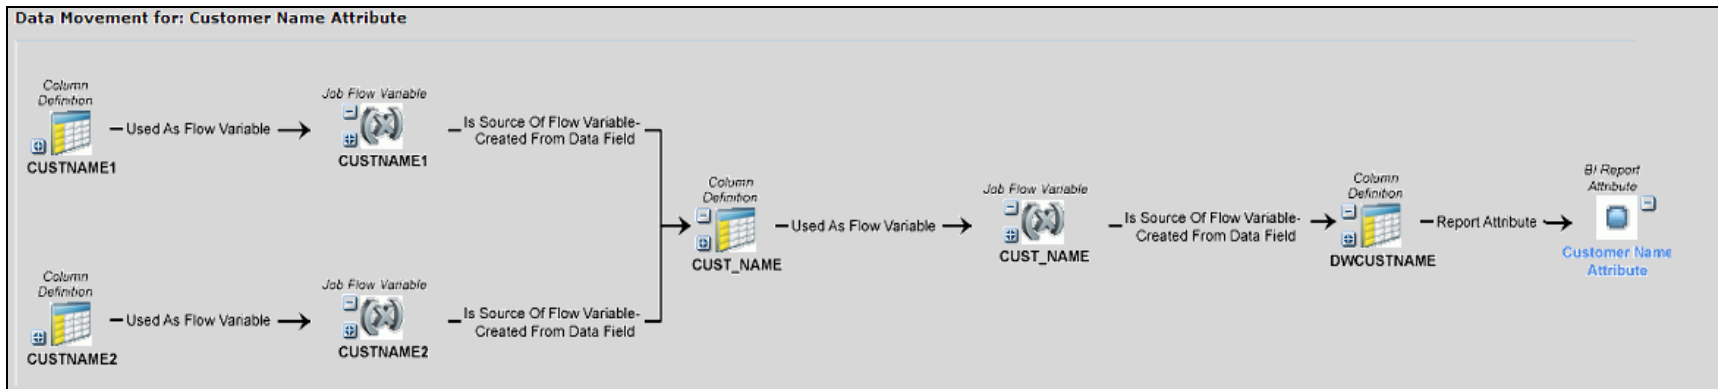 Data Movement for: Customer Name Attribute
Column
Definition
CUSTNAME1
Used As Flow Variable
Job Flow Variable
CUSTNAME1
Is Source Of Flow Variable-
Created From Data Field
Column
Definition
CUSTNAME2
Used As Flow Variable
Job Flow Variable
CUSTNAME2
Is Source Of Flow Variable-
Created From Data Field
Column
Definition
CUST_NAME
Used As Flow Variable
Job Flow Variable
CUST_NAME
Is Source Of Flow Variable-
Created From Data Field
Column
Definition
DWCUSTNAME
Report Attribute
BI Report
Attribute
Customer Name
Attribute